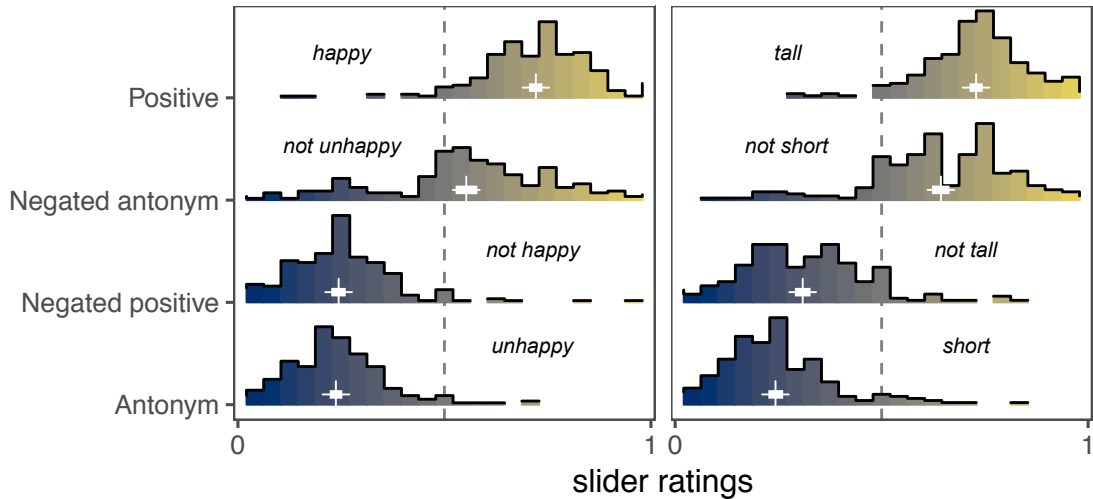 happy
tall
Positive
not unhappy
not short
Negated antonym
not happy
not tall
Negated positive
unhappy
short
Antonym
0
1
0
1
slider ratings